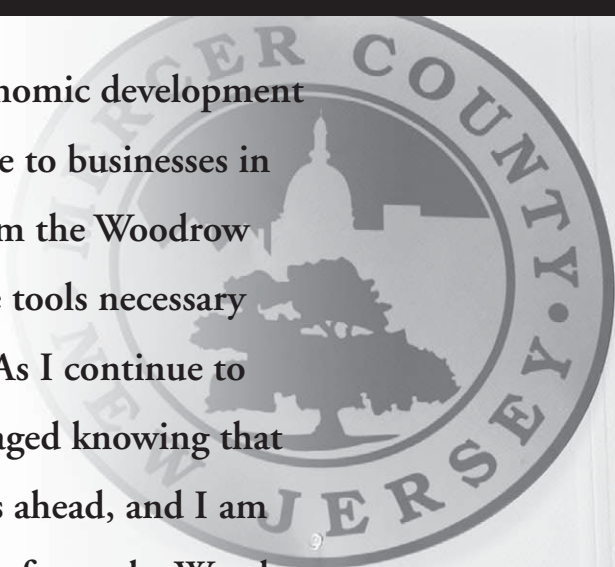 nomic development
e to businesses in
m the Woodrow
e tools necessary
As I continue to
aged knowing that
s ahead, and I am
MERCER COUNTY • NEW JERSEY